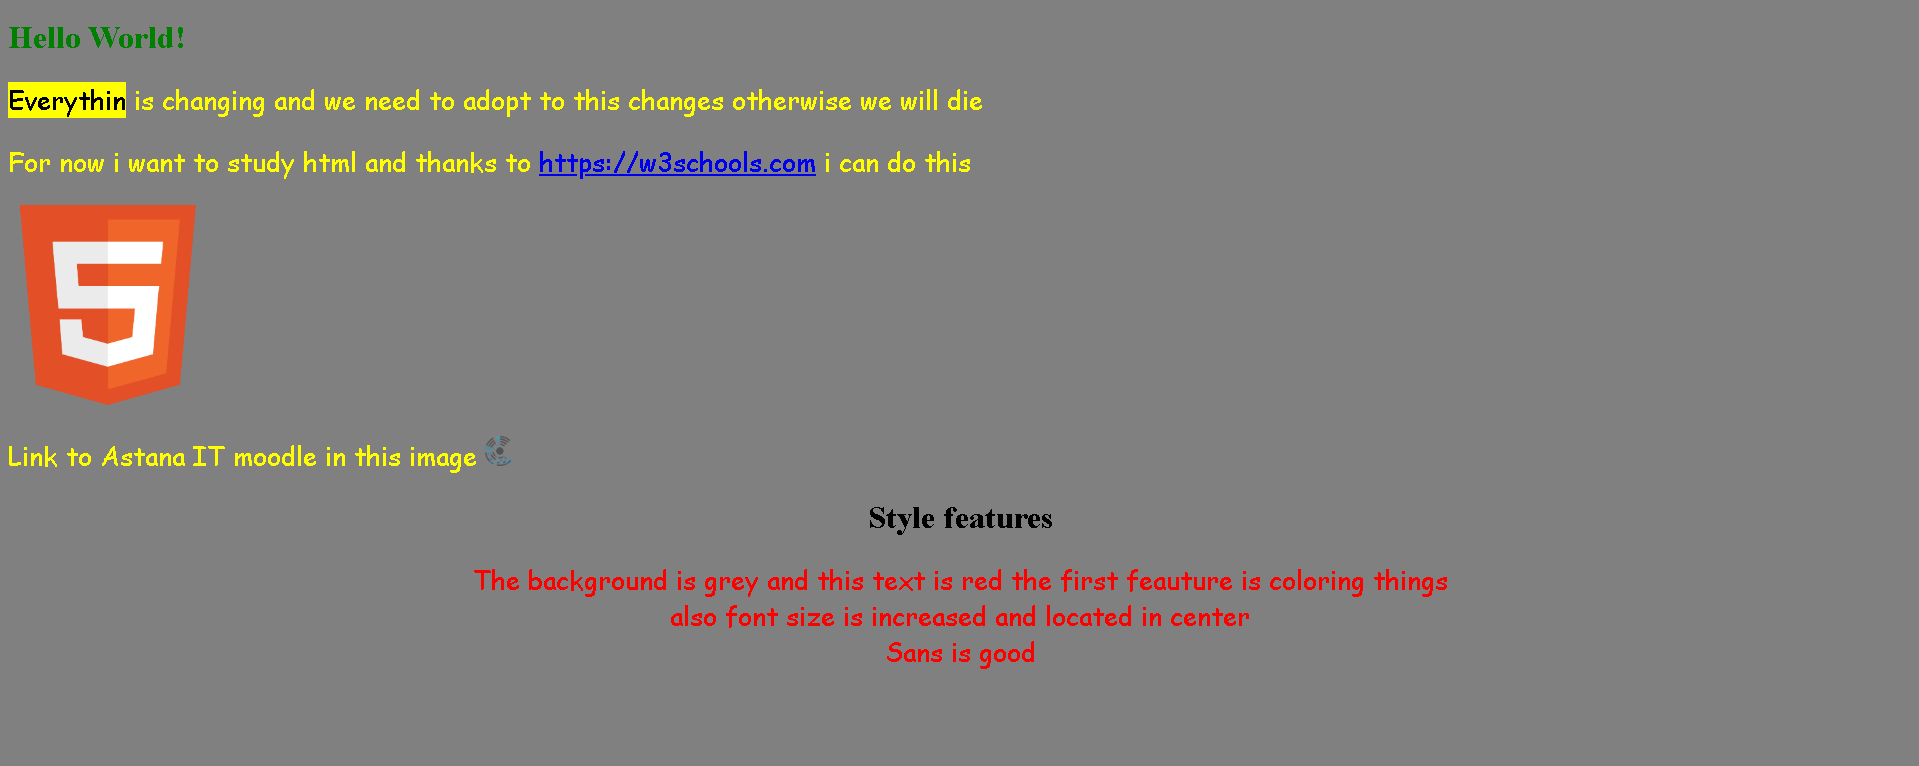 Hello World!
Everythin is changing and we need to adopt to this changes otherwise we will die
For now i want to study html and thanks to https://w3schools.com i can do this
5
Link to Astana IT moodle in this image
Style features
The background is grey and this text is red the first feauture is coloring things
also font size is increased and located in center
Sans is good